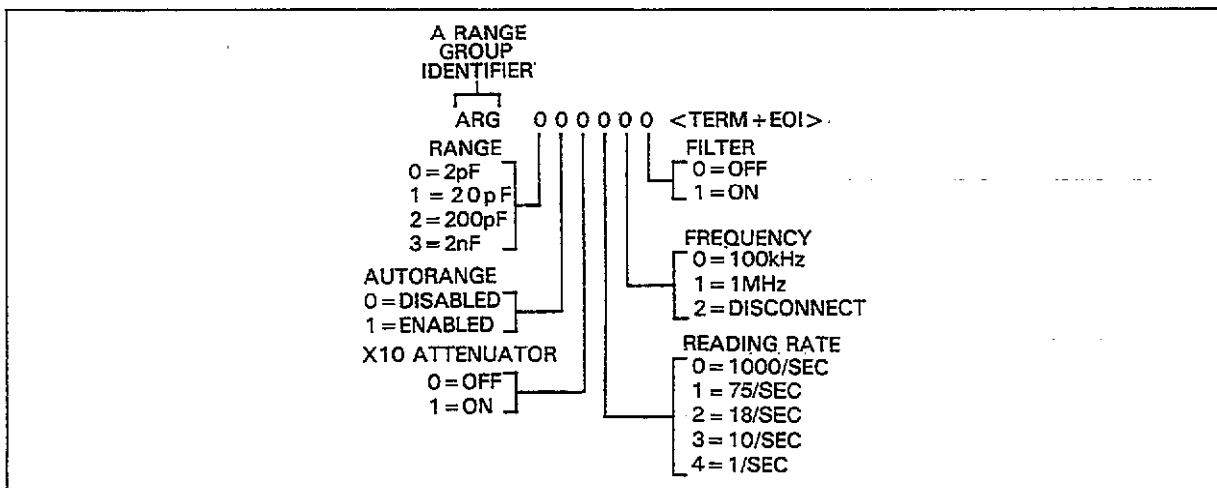 A RANGE
GROUP
IDENTIFIER
ARG 0 0 0 0 0 0 <TERM+EOI>
RANGE
0=2pF
1=20pF
2=200pF
3=2nF
AUTORANGE
0=DISABLED
1=ENABLED
X10 ATTENUATOR
0=OFF
1=ON
FILTER
0=OFF
1=ON
FREQUENCY
0=100kHz
1=1MHz
2=DISCONNECT
READING RATE
0=1000/SEC
1=75/SEC
2=18/SEC
3=10/SEC
4=1/SEC